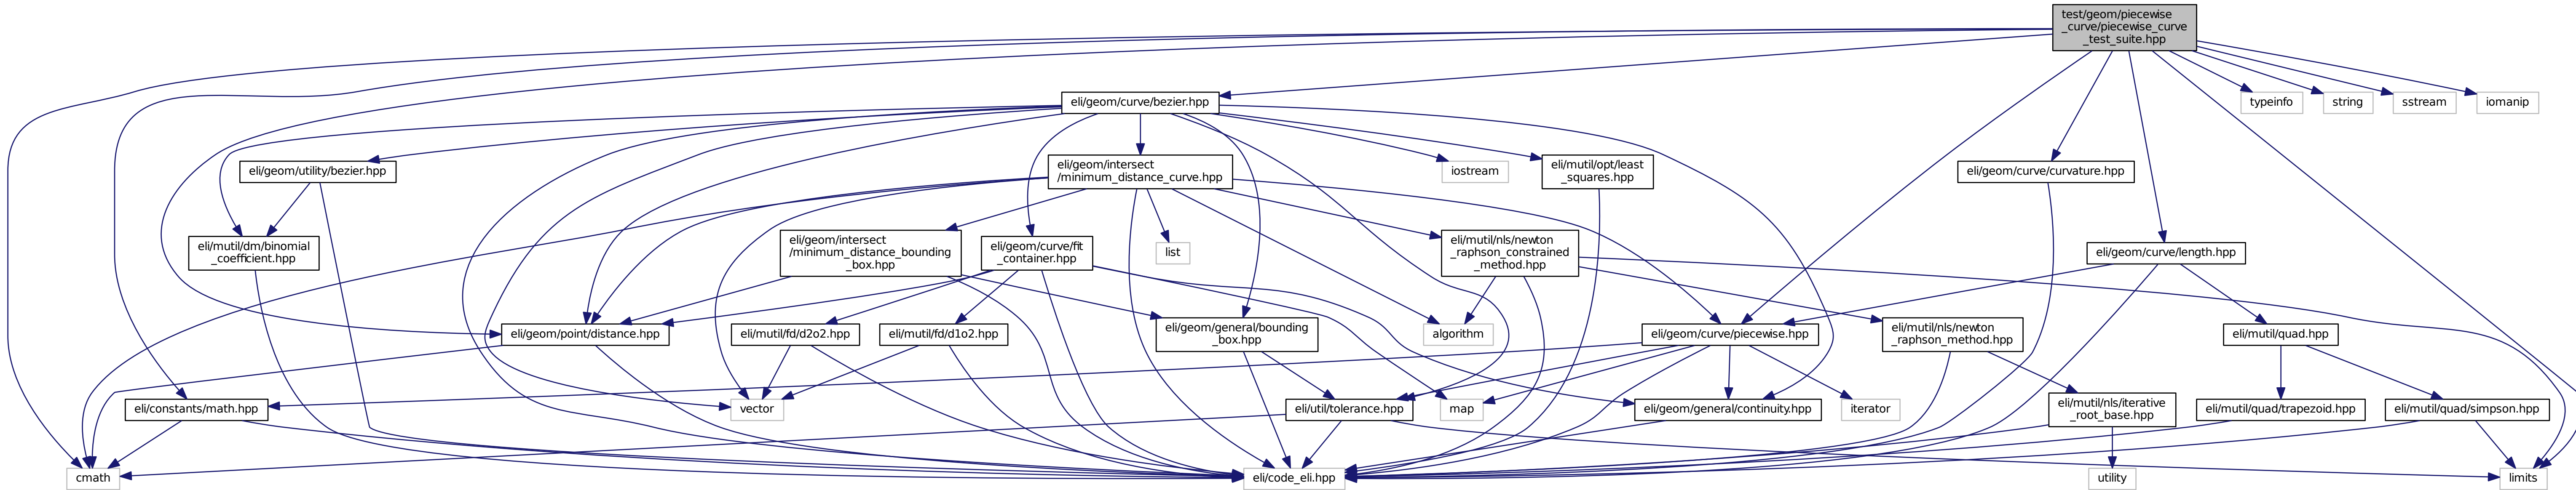 test/geom/piecewise
_curve/piecewise_curve
_test_suite.hpp
eli/geom/curve/bezier.hpp
typeinfo
string
sstream
iomanip
eli/geom/utility/bezier.hpp
eli/geom/intersect
/minimum_distance_curve.hpp
iostream
eli/mutil/opt/least
_squares.hpp
eli/geom/curve/curvature.hpp
eli/mutil/dm/binomial
_coefficient.hpp
eli/geom/intersect
/minimum_distance_bounding
_box.hpp
eli/geom/curve/fit
_container.hpp
list
eli/mutil/nls/newton
_raphson_constrained
_method.hpp
eli/geom/curve/length.hpp
eli/geom/point/distance.hpp
eli/mutil/fd/d2o2.hpp
eli/mutil/fd/d1o2.hpp
eli/geom/general/bounding
_box.hpp
algorithm
eli/geom/curve/piecewise.hpp
eli/mutil/nls/newton
_raphson_method.hpp
eli/mutil/quad.hpp
eli/constants/math.hpp
vector
eli/util/tolerance.hpp
map
eli/geom/general/continuity.hpp
iterator
eli/mutil/nls/iterative
_root_base.hpp
eli/mutil/quad/trapezoid.hpp
eli/mutil/quad/simpson.hpp
cmath
eli/code_eli.hpp
utility
limits